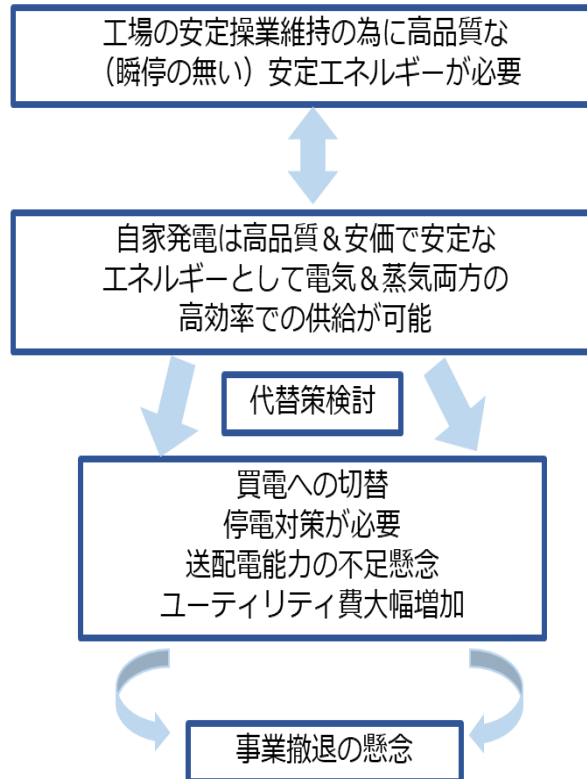 工場の安定操業維持の為に高品質な
（瞬停の無い）安定エネルギーが必要
自家発電は高品質＆安価で安定な
エネルギーとして電気＆蒸気両方の
高効率での供給が可能
代替策検討
買電への切替
停電対策が必要
送配電能力の不足懸念
ユーティリティ費大幅増加
事業撤退の懸念